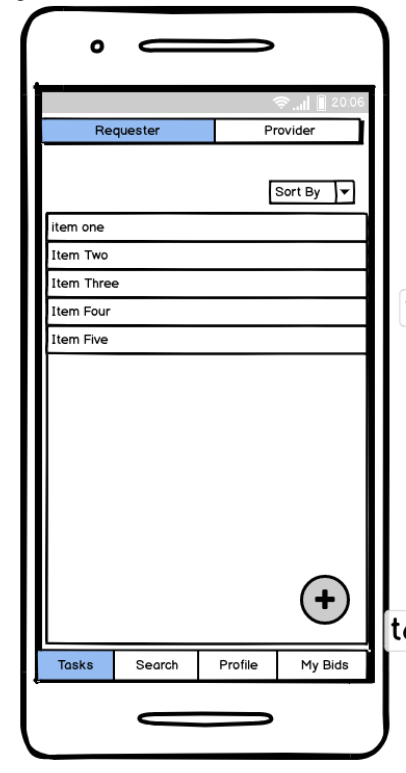 20:06
Requester Provider
Sort By
item one
Item Two
Item Three
Item Four
Item Five
Tasks Search Profile My Bids